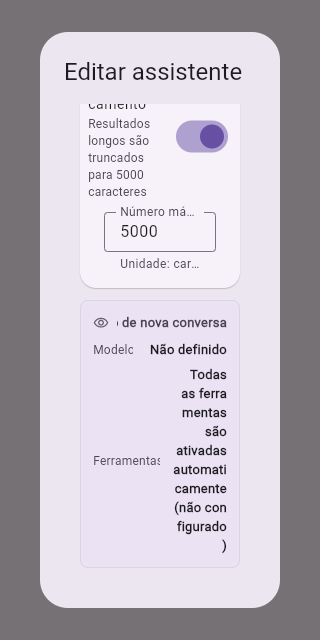 Editar assistente
camento
Resultados
longos são
truncados
para 5000
caracteres
Número má…
5000
Unidade: car…
de nova conversa
Modelo
Não definido
Todas
as ferra
mentas
são
ativadas
automati
camente
(não con
figurado
)
Ferramentas